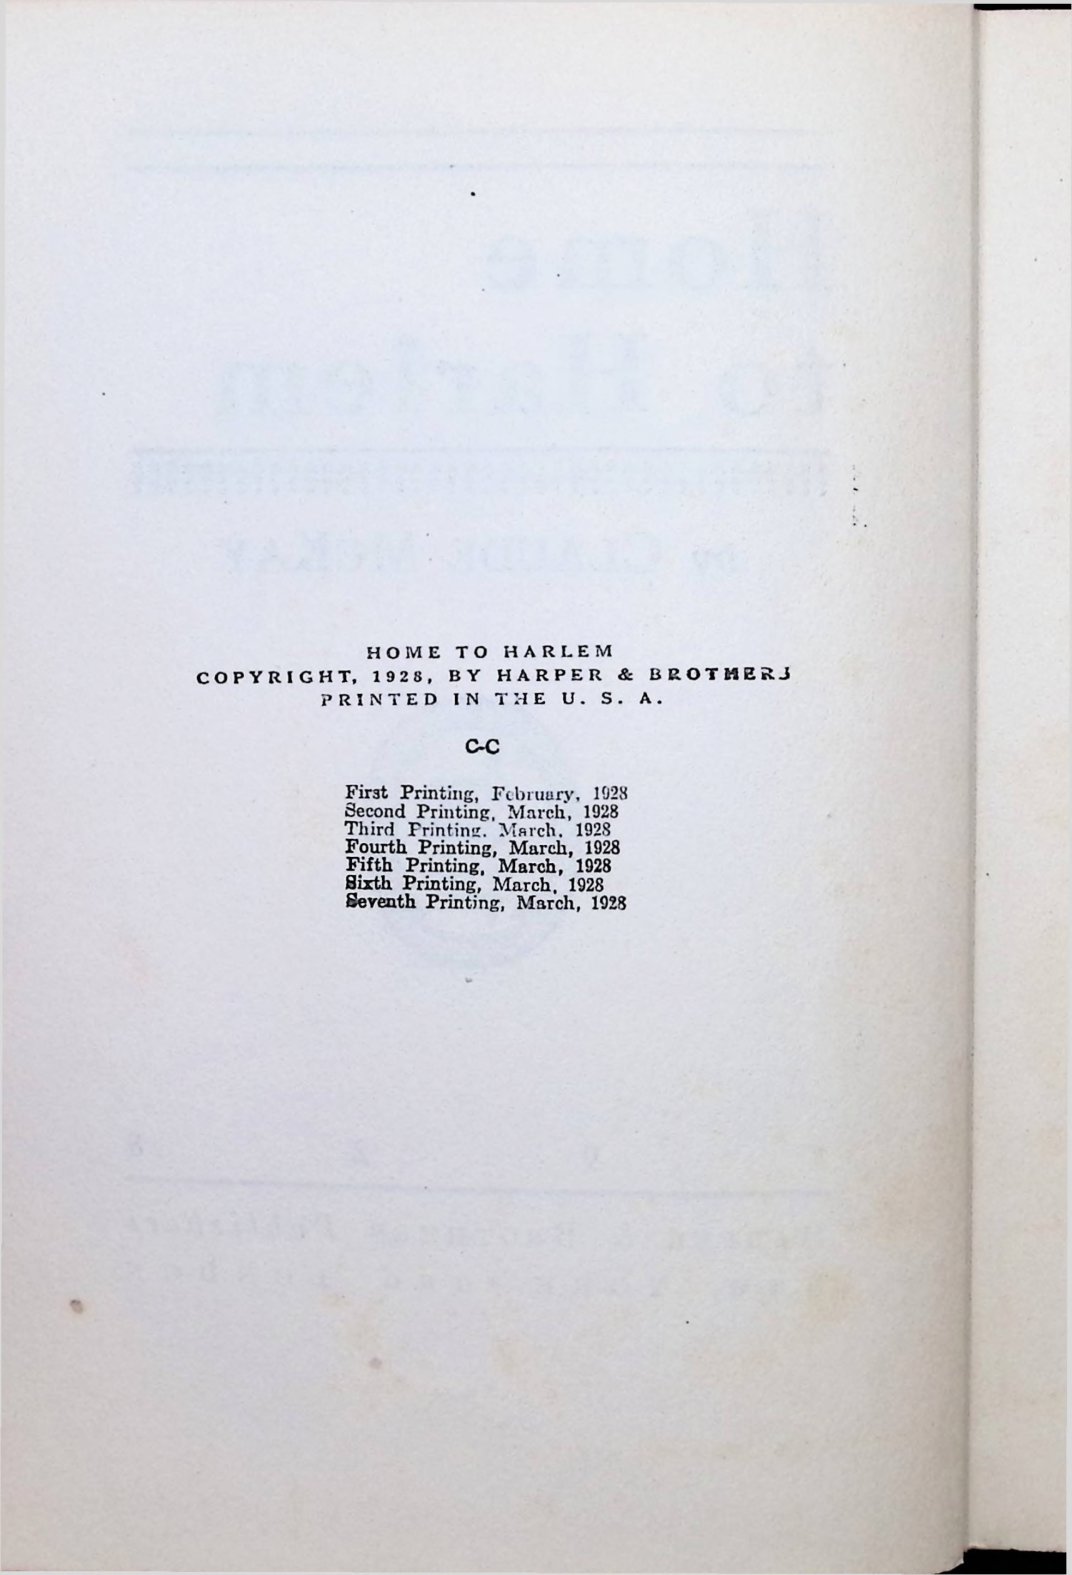 HOME TO HARLEM
COPYRIGHT, 1928, BY HARPER & BROTHERS
PRINTED IN THE U. S. A.
C-C
First Printing, February, 1928
Second Printing, March, 1928
Third Printing, March, 1928
Fourth Printing, March, 1928
Fifth Printing, March, 1928
Sixth Printing, March, 1928
Seventh Printing, March, 1928